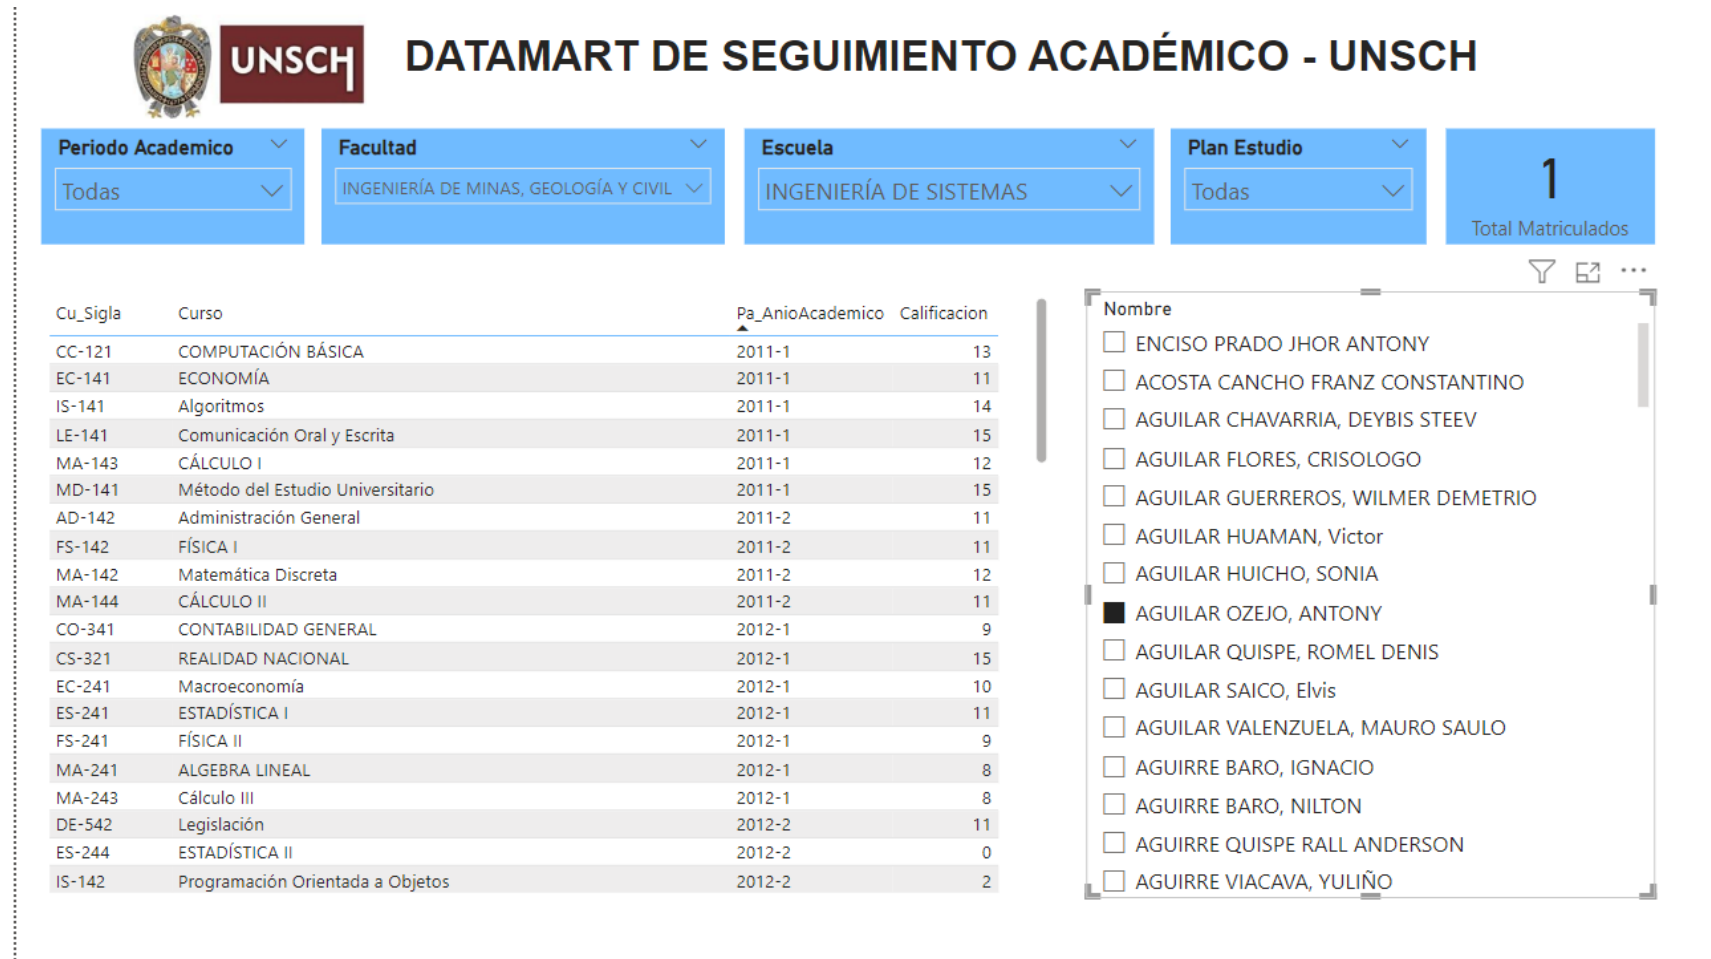 UNSCH
DATAMART DE SEGUIMIENTO ACADÉMICO - UNSCH
Periodo Academico
Todas
Facultad
INGENIERÍA DE MINAS, GEOLOGÍA Y CIVIL
Escuela
INGENIERÍA DE SISTEMAS
Plan Estudio
Todas
1
Total Matriculados
Cu_Sigla Curso Pa_AnioAcademico Calificacion
CC-121 COMPUTACIÓN BÁSICA 2011-1 13
EC-141 ECONOMÍA 2011-1 11
IS-141 Algoritmos 2011-1 14
LE-141 Comunicación Oral y Escrita 2011-1 15
MA-143 CÁLCULO I 2011-1 12
MD-141 Método del Estudio Universitario 2011-1 15
AD-142 Administración General 2011-2 11
FS-142 FÍSICA I 2011-2 11
MA-142 Matemática Discreta 2011-2 12
MA-144 CÁLCULO II 2011-2 11
CO-341 CONTABILIDAD GENERAL 2012-1 9
CS-321 REALIDAD NACIONAL 2012-1 15
EC-241 Macroeconomía 2012-1 10
ES-241 ESTADÍSTICA I 2012-1 11
FS-241 FÍSICA II 2012-1 9
MA-241 ALGEBRA LINEAL 2012-1 8
MA-243 Cálculo III 2012-1 8
DE-542 Legislación 2012-2 11
ES-244 ESTADÍSTICA II 2012-2 0
IS-142 Programación Orientada a Objetos 2012-2 2
Nombre
ENCISO PRADO JHOR ANTONY
ACOSTA CANCHO FRANZ CONSTANTINO
AGUILAR CHAVARRIA, DEYBIS STEEV
AGUILAR FLORES, CRISOLOGO
AGUILAR GUERREROS, WILMER DEMETRIO
AGUILAR HUAMAN, Victor
AGUILAR HUICHO, SONIA
AGUILAR OZEJO, ANTONY
AGUILAR QUISPE, ROMEL DENIS
AGUILAR SAICO, Elvis
AGUILAR VALENZUELA, MAURO SAULO
AGUIRRE BARO, IGNACIO
AGUIRRE BARO, NILTON
AGUIRRE QUISPE RALL ANDERSON
AGUIRRE VIACAVA, YULIÑO